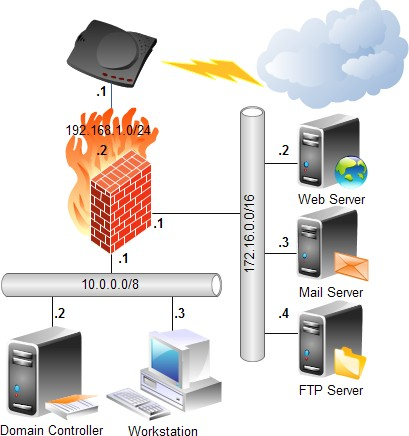 .1
192.168.1.0/24
.2
.1
172.16.0.0/16
.2
Web Server
.3
Mail Server
.4
FTP Server
.1
10.0.0.0/8
.2
.3
Domain Controller
Workstation